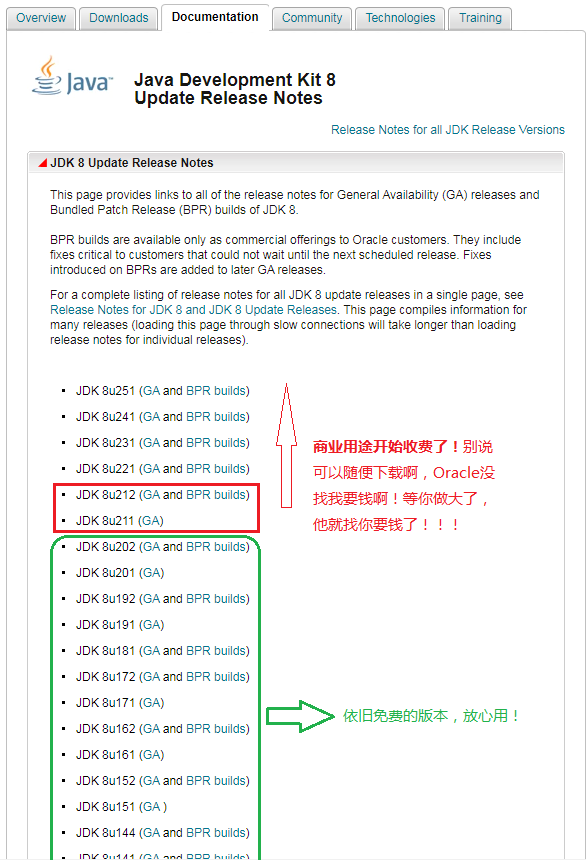 Overview Downloads Documentation Community Technologies Training
Java™
Java Development Kit 8
Update Release Notes
Release Notes for all JDK Release Versions
JDK 8 Update Release Notes
This page provides links to all of the release notes for General Availability (GA) releases and
Bundled Patch Release (BPR) builds of JDK 8.
BPR builds are available only as commercial offerings to Oracle customers. They include
fixes critical to customers that could not wait until the next scheduled release. Fixes
introduced on BPRs are added to later GA releases.
For a complete listing of release notes for all JDK 8 update releases in a single page, see
Release Notes for JDK 8 and JDK 8 Update Releases. This page compiles information for
many releases (loading this page through slow connections will take longer than loading
release notes for individual releases).
JDK 8u251 (GA and BPR builds)
JDK 8u241 (GA and BPR builds)
JDK 8u231 (GA and BPR builds)
JDK 8u221 (GA and BPR builds)
JDK 8u212 (GA and BPR builds)
JDK 8u211 (GA)
商业用途开始收费了！别说
可以随便下载啊，Oracle没
找我要钱啊！等你做大了，
他就找你要钱了！！！
JDK 8u202 (GA and BPR builds)
JDK 8u201 (GA)
JDK 8u192 (GA and BPR builds)
JDK 8u191 (GA)
JDK 8u181 (GA and BPR builds)
JDK 8u172 (GA and BPR builds)
JDK 8u171 (GA)
JDK 8u162 (GA and BPR builds)
JDK 8u161 (GA)
JDK 8u152 (GA and BPR builds)
JDK 8u151 (GA )
JDK 8u144 (GA and BPR builds)
JDK 8u141 (GA and BPR builds)
依旧免费的版本，放心用！